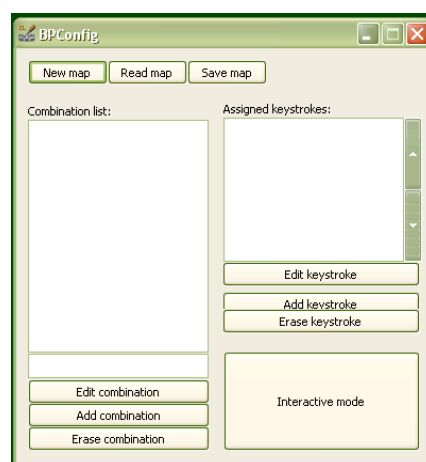 BPConfig
New map Read map Save map
Combination list:
Assigned keystrokes:
Edit keystroke
Add keystroke
Erase keystroke
Edit combination
Add combination
Erase combination
Interactive mode